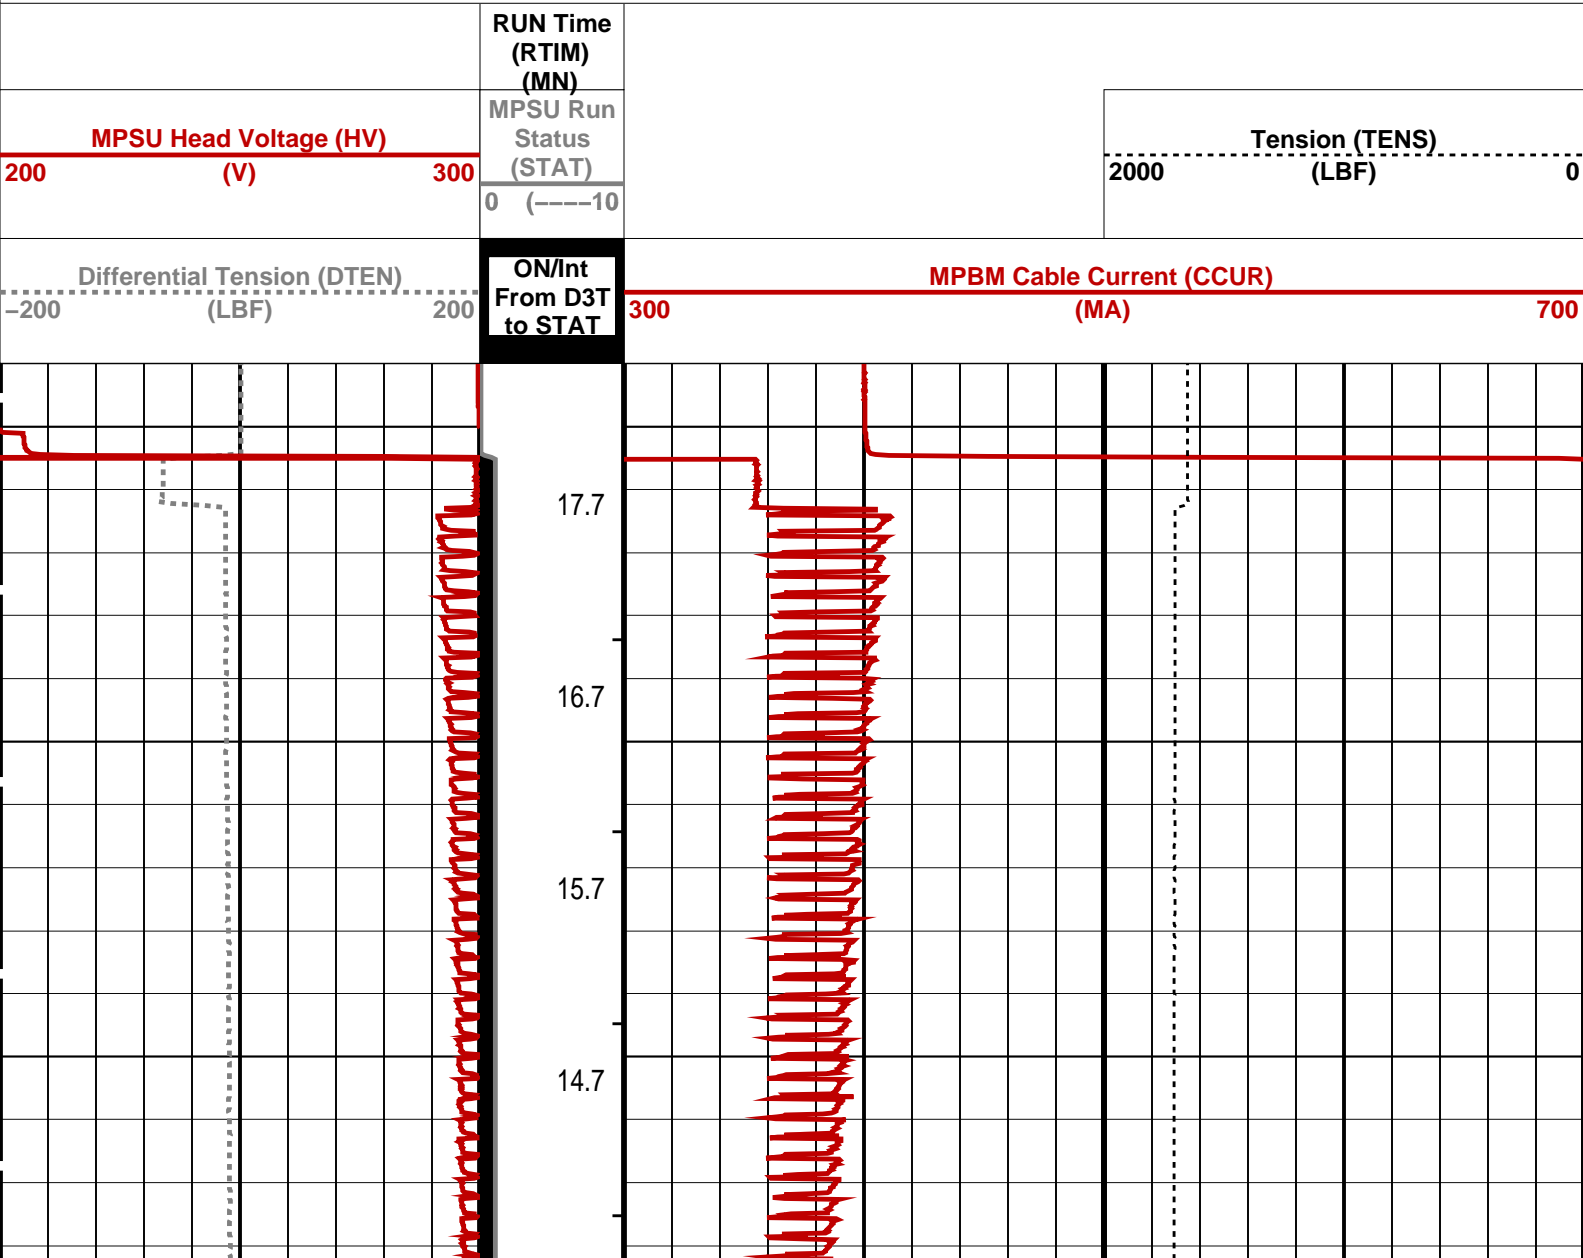 RUN Time
(RTIM)
(MN)
MPSU Head Voltage (HV)
200 (V) 300
MPSU Run
Status
(STAT)
0 (−−−−10
Tension (TENS)
2000 (LBF) 0
Differential Tension (DTEN)
−200 (LBF) 200
ON/Int
From D3T
to STAT
MPBM Cable Current (CCUR)
300 (MA) 700
17.7
16.7
15.7
14.7